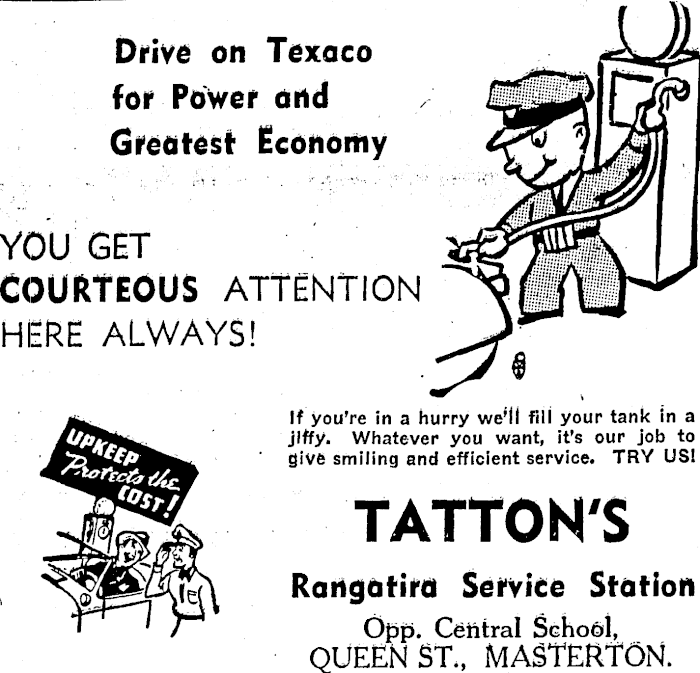 Drive on Texaco
for Power and
Greatest Economy
YOU GET
COURTEOUS ATTENTION
HERE ALWAYS!
If you're in a hurry we'll fill your tank in a
jiffy. Whatever you want, it's our job to
give smiling and efficient service. TRY US!
UPKEEP
Protects the
COST!
TATTON'S
Rangatira Service Station
Opp. Central School,
QUEEN ST., MASTERTON.